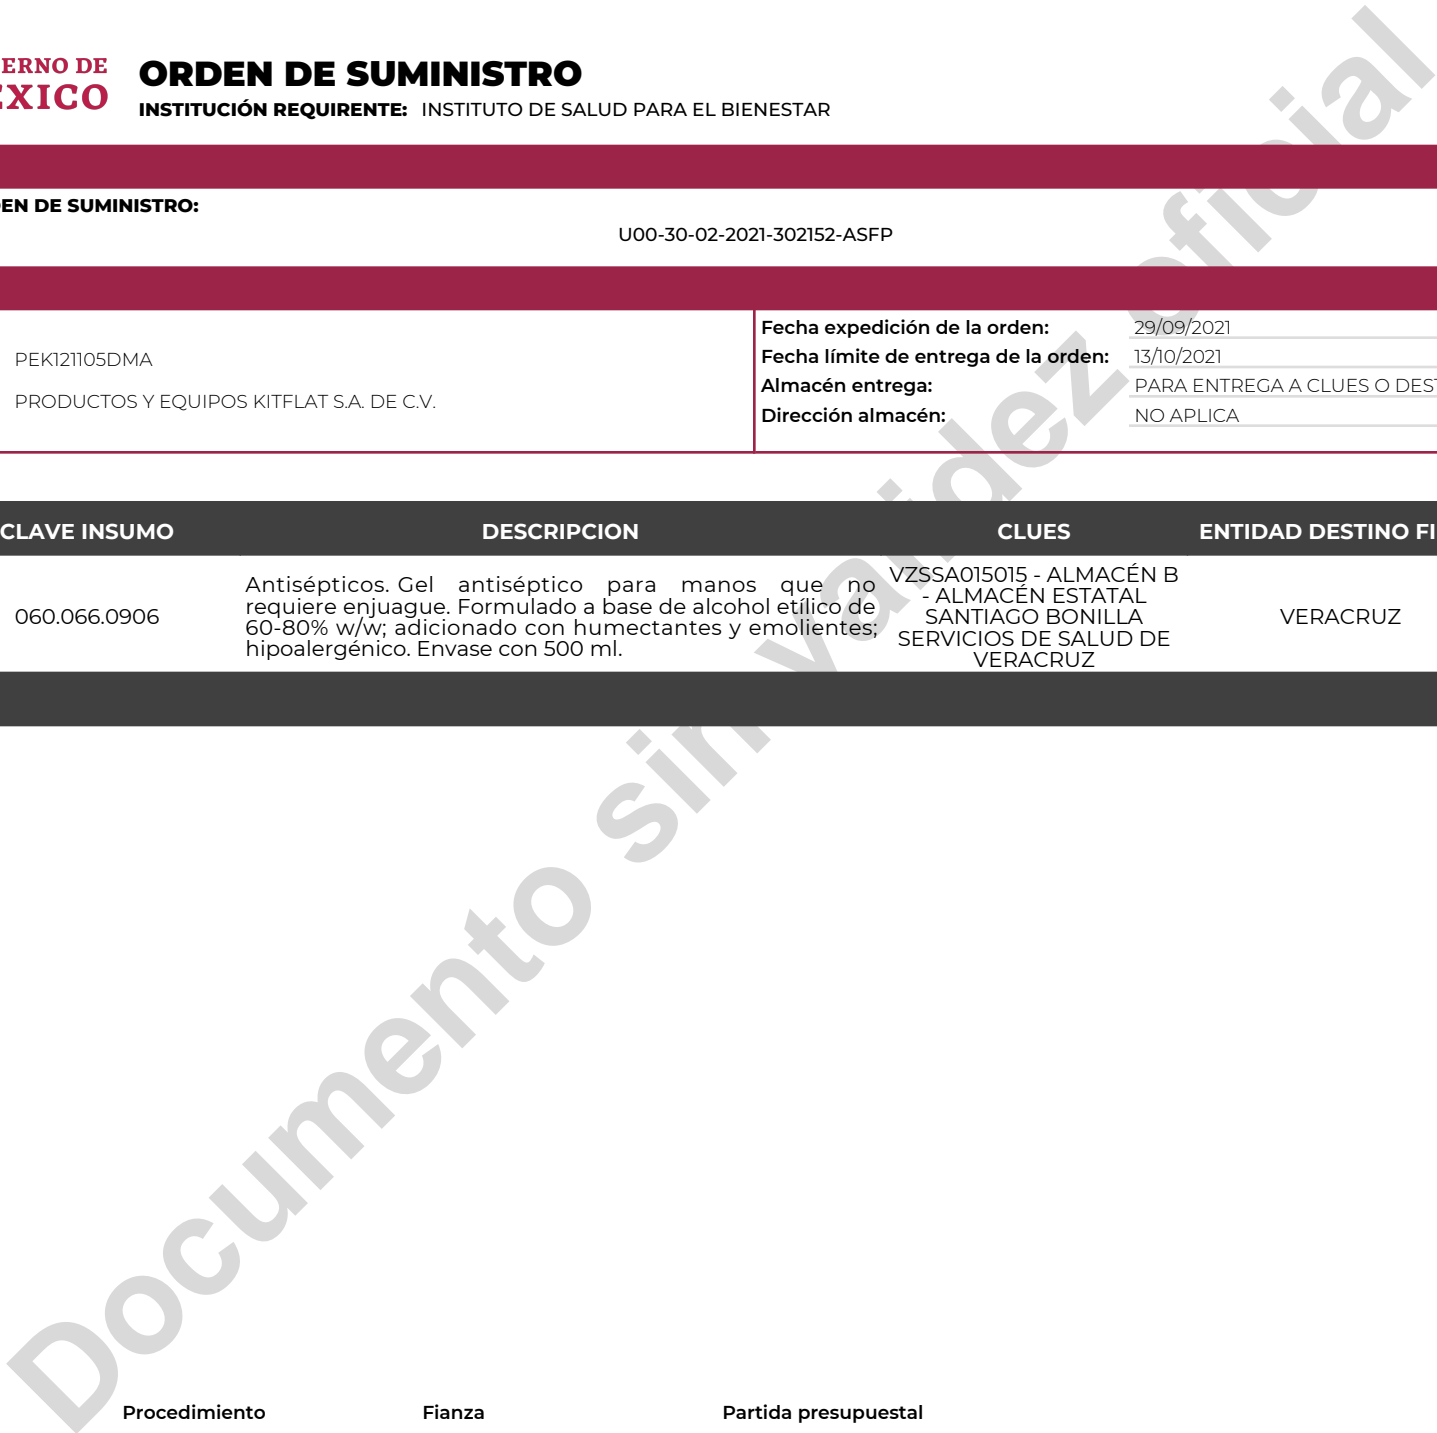 ERNO DE
EXICO
ORDEN DE SUMINISTRO
INSTITUCIÓN REQUIRENTE: INSTITUTO DE SALUD PARA EL BIENESTAR
EN DE SUMINISTRO:
U00-30-02-2021-302152-ASFP
PEK121105DMA
PRODUCTOS Y EQUIPOS KITFLAT S.A. DE C.V.
Fecha expedición de la orden: 29/09/2021
Fecha límite de entrega de la orden: 13/10/2021
Almacén entrega: PARA ENTREGA A CLUES O DEST
Dirección almacén: NO APLICA
CLAVE INSUMO DESCRIPCION CLUES ENTIDAD DESTINO FI
060.066.0906
Antisépticos. Gel antiséptico para manos que no
requiere enjuague. Formulado a base de alcohol etílico de
60-80% w/w; adicionado con humectantes y emolientes;
hipoalergénico. Envase con 500 ml.
VZSSA015015 - ALMACÉN B
- ALMACÉN ESTATAL
SANTIAGO BONILLA
SERVICIOS DE SALUD DE
VERACRUZ
VERACRUZ
Documento sin validez oficial
Procedimiento Fianza Partida presupuestal